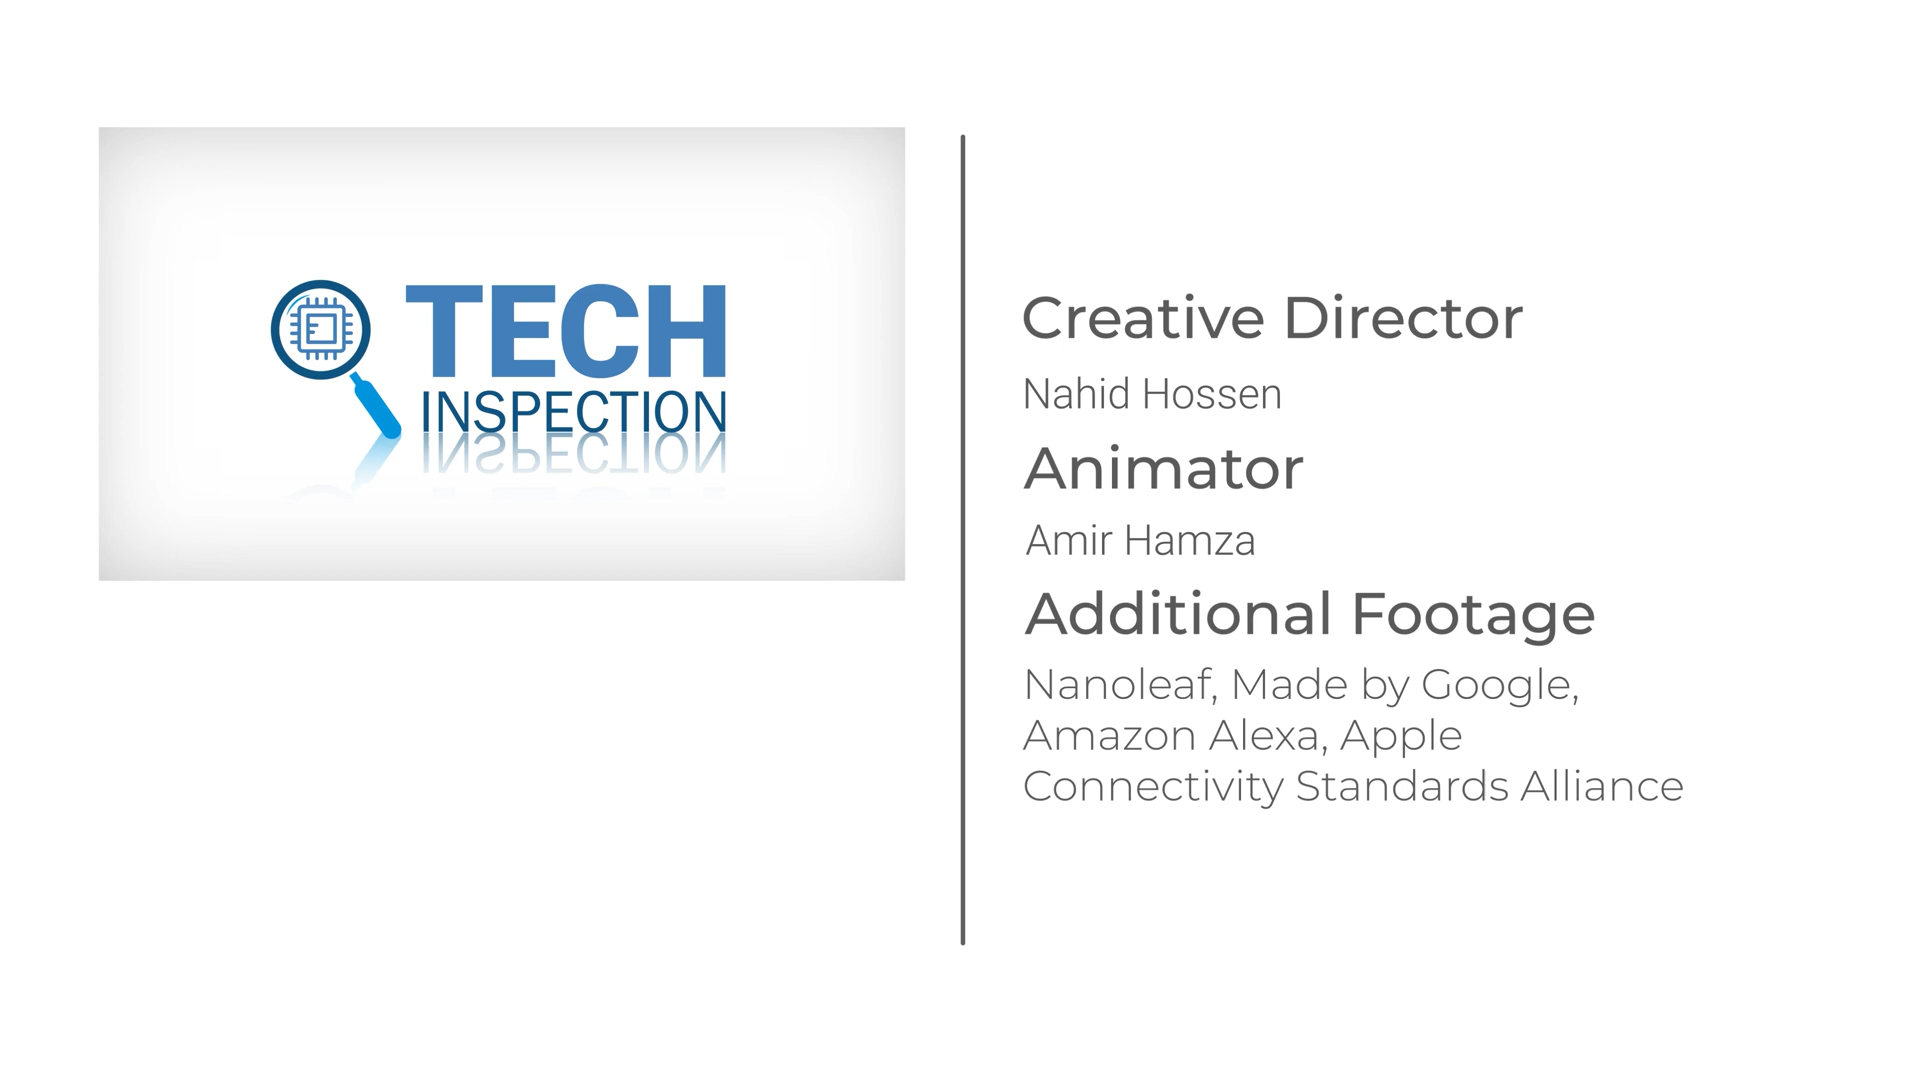 TECH
INSPECTION
Creative Director
Nahid Hossen
Animator
Amir Hamza
Additional Footage
Nanoleaf, Made by Google,
Amazon Alexa, Apple
Connectivity Standards Alliance